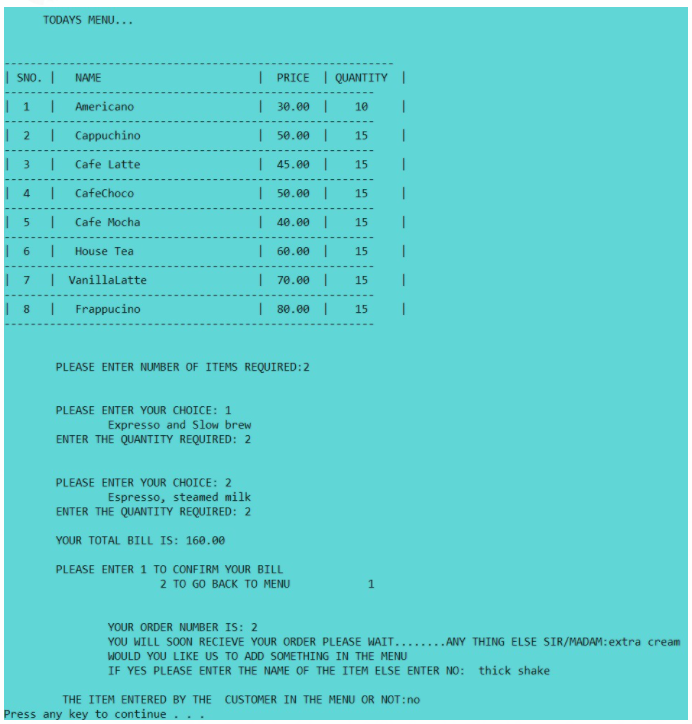 TODAYS MENU...
-------------------------------------------------------------
| SNO. | NAME | PRICE | QUANTITY |
----------------------------------------------------------
| 1 | Americano | 30.00 | 10 |
----------------------------------------------------------
| 2 | Cappuchino | 50.00 | 15 |
----------------------------------------------------------
| 3 | Cafe Latte | 45.00 | 15 |
----------------------------------------------------------
| 4 | CafeChoco | 50.00 | 15 |
----------------------------------------------------------
| 5 | Cafe Mocha | 40.00 | 15 |
----------------------------------------------------------
| 6 | House Tea | 60.00 | 15 |
----------------------------------------------------------
| 7 | VanillaLatte | 70.00 | 15 |
----------------------------------------------------------
| 8 | Frappucino | 80.00 | 15 |
----------------------------------------------------------
PLEASE ENTER NUMBER OF ITEMS REQUIRED:2
PLEASE ENTER YOUR CHOICE: 1
Expresso and Slow brew
ENTER THE QUANTITY REQUIRED: 2
PLEASE ENTER YOUR CHOICE: 2
Espresso, steamed milk
ENTER THE QUANTITY REQUIRED: 2
YOUR TOTAL BILL IS: 160.00
PLEASE ENTER 1 TO CONFIRM YOUR BILL
2 TO GO BACK TO MENU 1
YOUR ORDER NUMBER IS: 2
YOU WILL SOON RECIEVE YOUR ORDER PLEASE WAIT........ANY THING ELSE SIR/MADAM:extra cream
WOULD YOU LIKE US TO ADD SOMETHING IN THE MENU
IF YES PLEASE ENTER THE NAME OF THE ITEM ELSE ENTER NO: thick shake
THE ITEM ENTERED BY THE CUSTOMER IN THE MENU OR NOT:no
Press any key to continue . . .